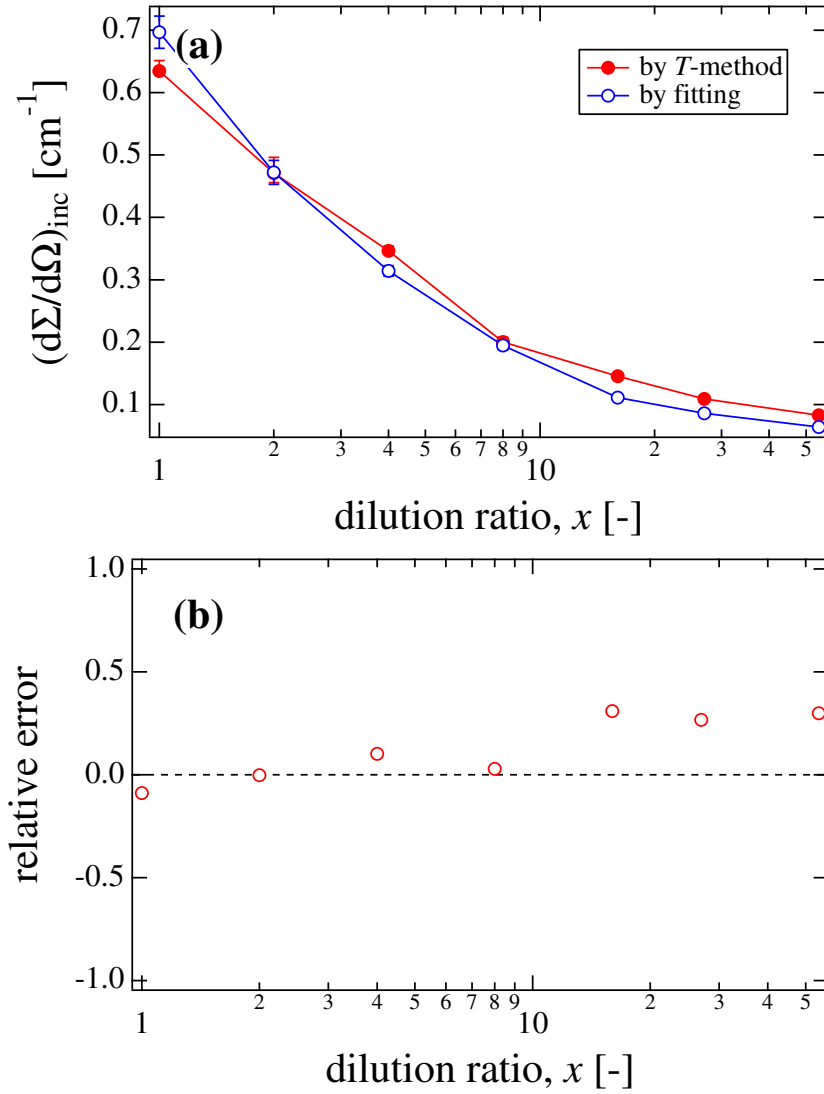 (a)
by T-method
by fitting
0.7
0.6
0.5
0.4
0.3
0.2
0.1
(dΣ/dΩ)inc [cm-1]
2 3 4 5 6 7 8 9 2 3 4 5
1 10
dilution ratio, x [-]
(b)
1.0
0.5
0.0
-0.5
-1.0
relative error
2 3 4 5 6 7 8 9 2 3 4 5
1 10
dilution ratio, x [-]